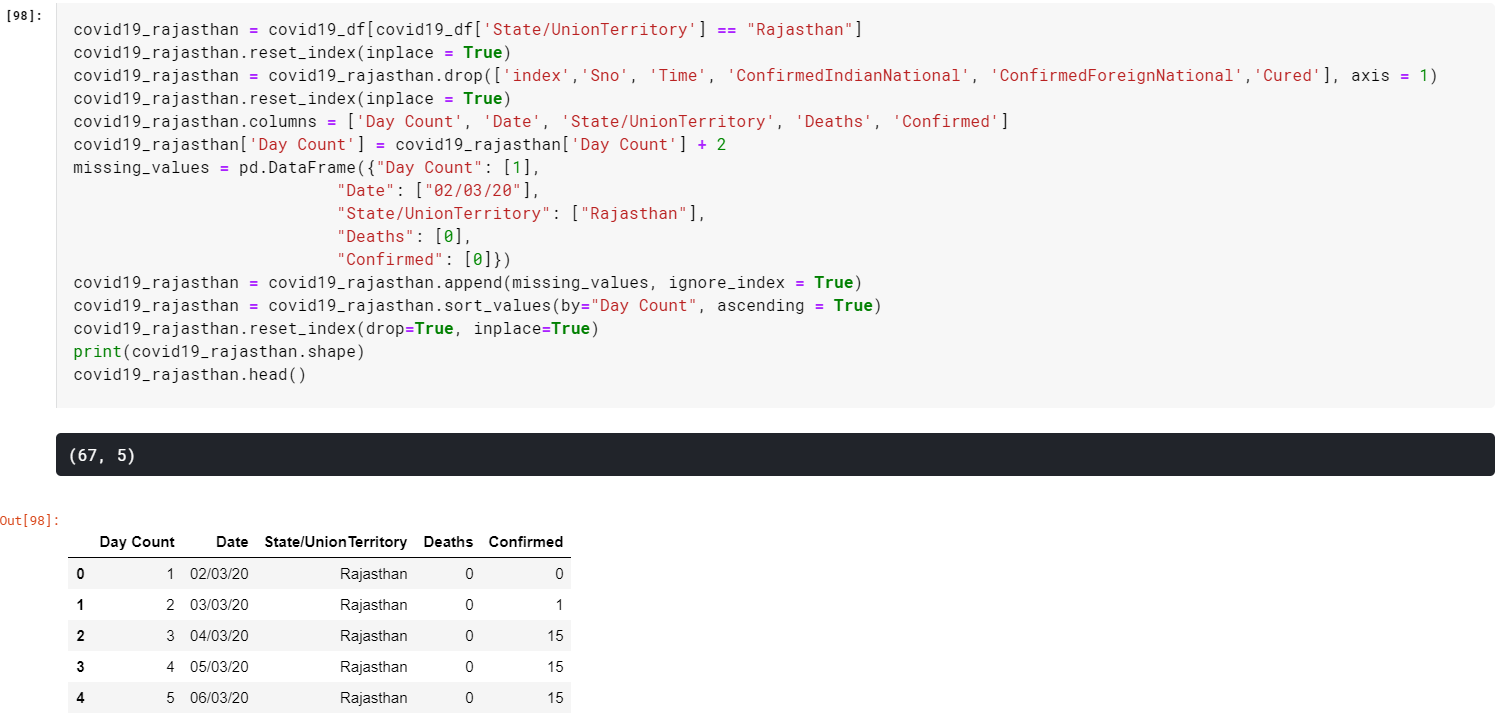 [98]:
covid19_rajasthan = covid19_df[covid19_df['State/UnionTerritory'] == "Rajasthan"]
covid19_rajasthan.reset_index(inplace = True)
covid19_rajasthan = covid19_rajasthan.drop(['index','Sno', 'Time', 'ConfirmedIndianNational', 'ConfirmedForeignNational','Cured'], axis = 1)
covid19_rajasthan.reset_index(inplace = True)
covid19_rajasthan.columns = ['Day Count', 'Date', 'State/UnionTerritory', 'Deaths', 'Confirmed']
covid19_rajasthan['Day Count'] = covid19_rajasthan['Day Count'] + 2
missing_values = pd.DataFrame({"Day Count": [1],
                           "Date": ["02/03/20"],
                           "State/UnionTerritory": ["Rajasthan"],
                           "Deaths": [0],
                           "Confirmed": [0]})
covid19_rajasthan = covid19_rajasthan.append(missing_values, ignore_index = True)
covid19_rajasthan = covid19_rajasthan.sort_values(by="Day Count", ascending = True)
covid19_rajasthan.reset_index(drop=True, inplace=True)
print(covid19_rajasthan.shape)
covid19_rajasthan.head()
(67, 5)
Out[98]:
Day Count Date State/UnionTerritory Deaths Confirmed
0 1 02/03/20 Rajasthan 0 0
1 2 03/03/20 Rajasthan 0 1
2 3 04/03/20 Rajasthan 0 15
3 4 05/03/20 Rajasthan 0 15
4 5 06/03/20 Rajasthan 0 15